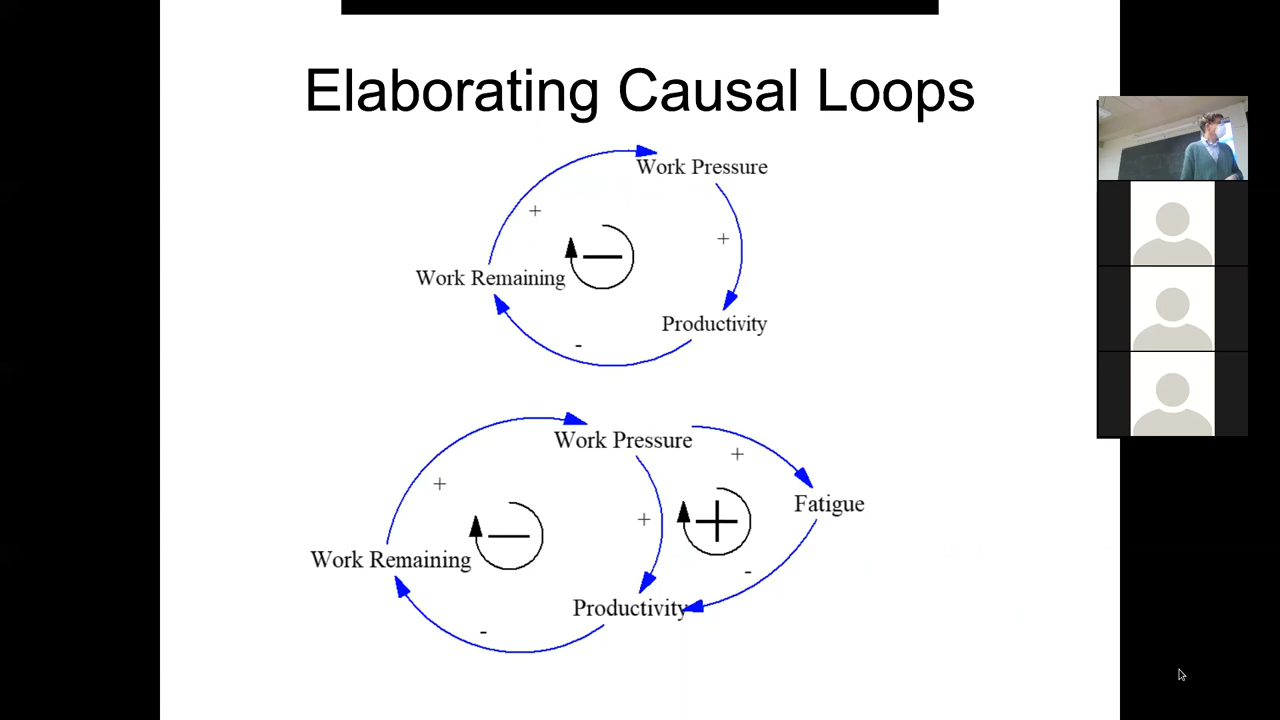 Elaborating Causal Loops
Work Pressure
+
+
−
Work Remaining
Productivity
-
Work Pressure
+
+
Fatigue
+
−
+
Work Remaining
-
Productivity
-